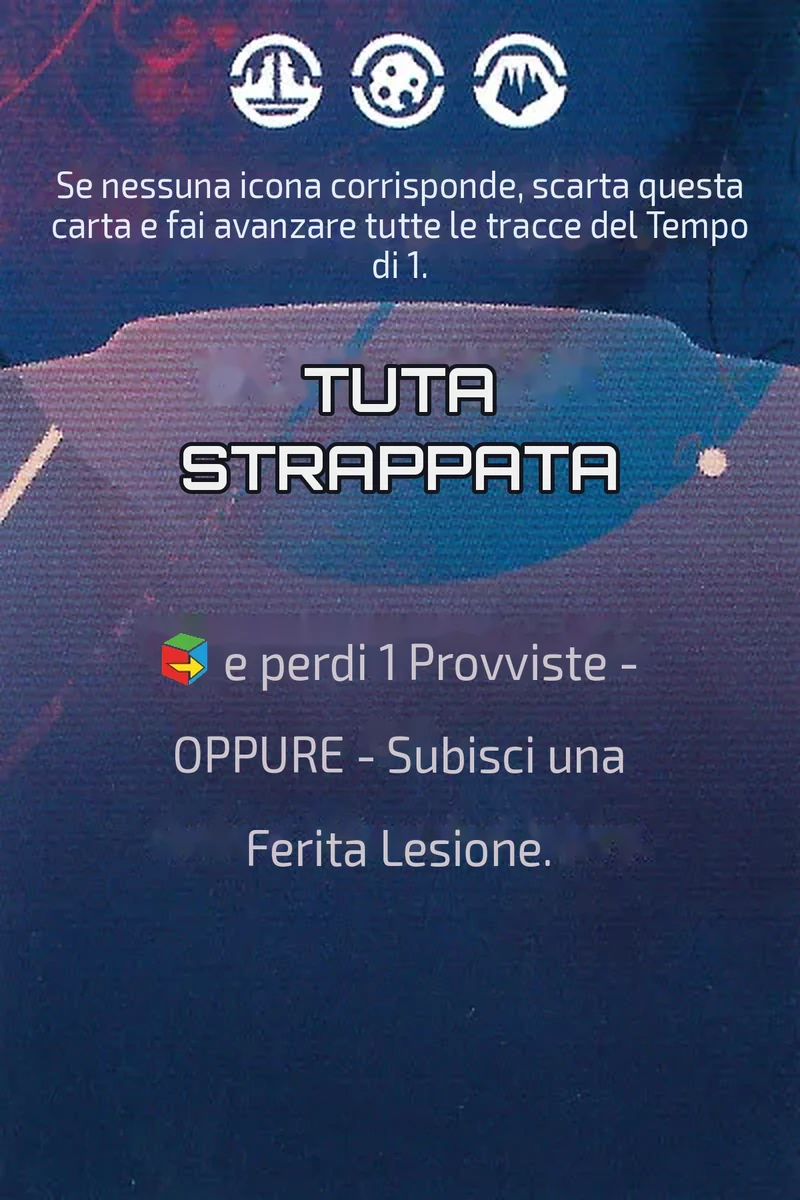 Se nessuna icona corrisponde, scarta questa
carta e fai avanzare tutte le tracce del Tempo
di 1.
TUTA
STRAPPATA
e perdi 1 Provviste -
OPPURE - Subisci una
Ferita Lesione.